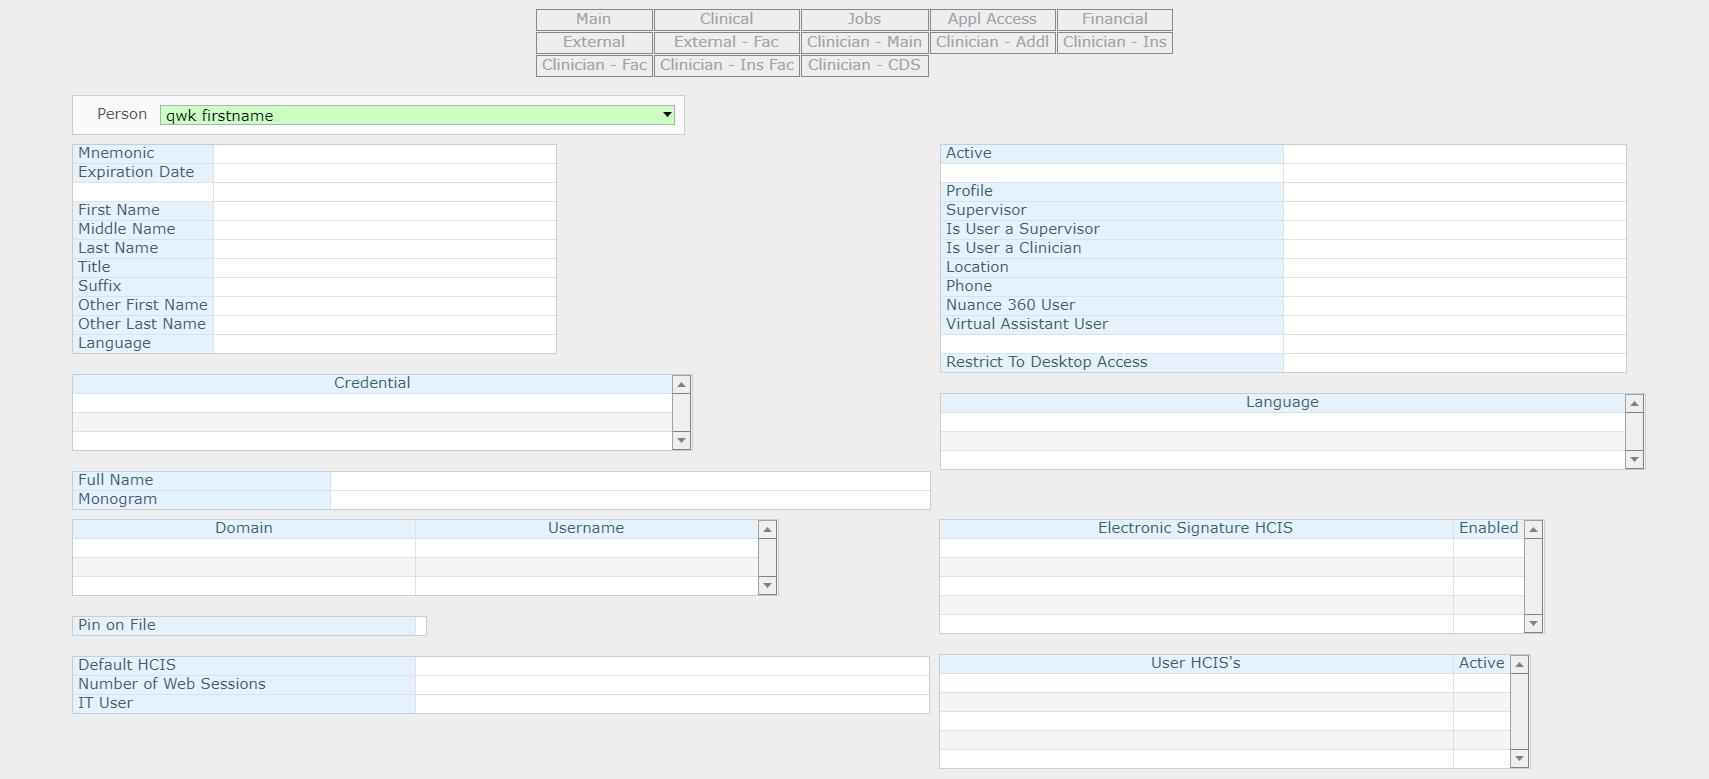 Main Clinical Jobs Appl Access Financial
External External - Fac Clinician - Main Clinician - Addl Clinician - Ins
Clinician - Fac Clinician - Ins Fac Clinician - CDS
Person qwk firstname
Mnemonic
Expiration Date
First Name
Middle Name
Last Name
Title
Suffix
Other First Name
Other Last Name
Language
Active
Profile
Supervisor
Is User a Supervisor
Is User a Clinician
Location
Phone
Nuance 360 User
Virtual Assistant User
Restrict To Desktop Access
Credential
Language
Full Name
Monogram
Domain Username
Electronic Signature HCIS Enabled
Pin on File
Default HCIS
Number of Web Sessions
IT User
User HCIS's Active